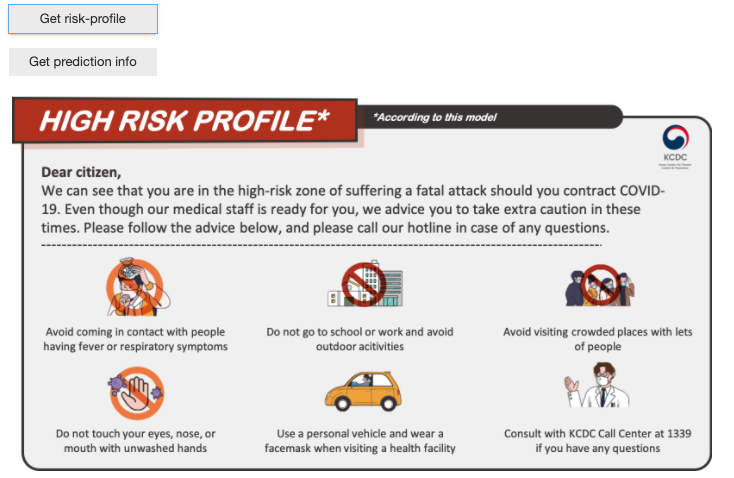 Get risk-profile
Get prediction info
HIGH RISK PROFILE*
*According to this model
KCDC
Dear citizen,
We can see that you are in the high-risk zone of suffering a fatal attack should you contract COVID-
19. Even though our medical staff is ready for you, we advice you to take extra caution in these
times. Please follow the advice below, and please call our hotline in case of any questions.
Avoid coming in contact with people
having fever or respiratory symptoms
Do not go to school or work and avoid
outdoor acitivities
Avoid visiting crowded places with lets
of people
Do not touch your eyes, nose, or
mouth with unwashed hands
Use a personal vehicle and wear a
facemask when visiting a health facility
Consult with KCDC Call Center at 1339
if you have any questions